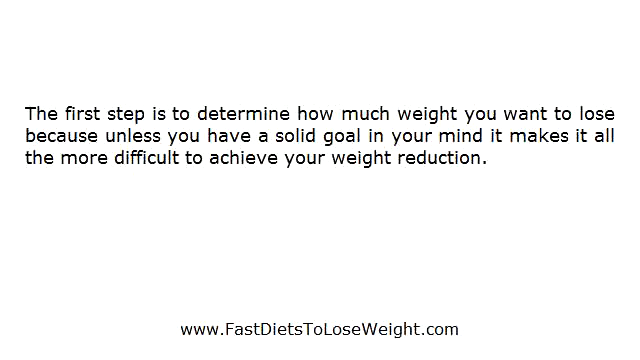 The first step is to determine how much weight you want to lose
because unless you have a solid goal in your mind it makes it all
the more difficult to achieve your weight reduction.
www.FastDietsToLoseWeight.com